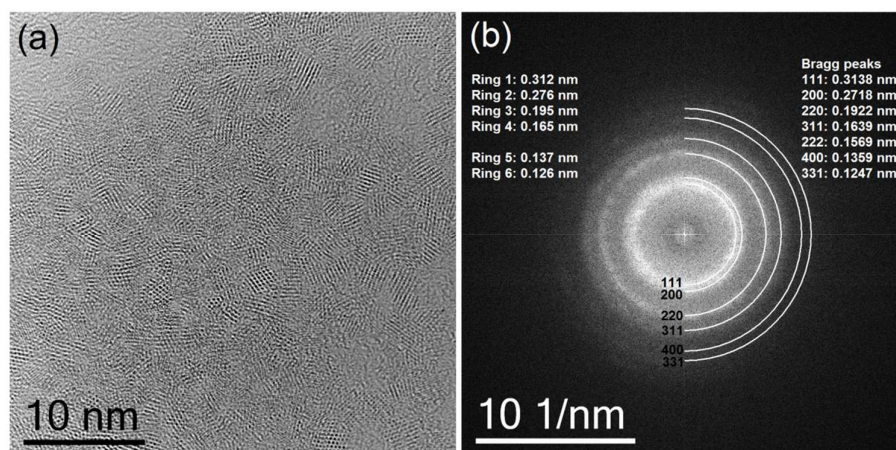 (a)
10 nm
(b)
Ring 1: 0.312 nm
Ring 2: 0.276 nm
Ring 3: 0.195 nm
Ring 4: 0.165 nm
Ring 5: 0.137 nm
Ring 6: 0.126 nm
Bragg peaks
111: 0.3138 nm
200: 0.2718 nm
220: 0.1922 nm
311: 0.1639 nm
222: 0.1569 nm
400: 0.1359 nm
331: 0.1247 nm
111
200
220
311
400
331
10 1/nm